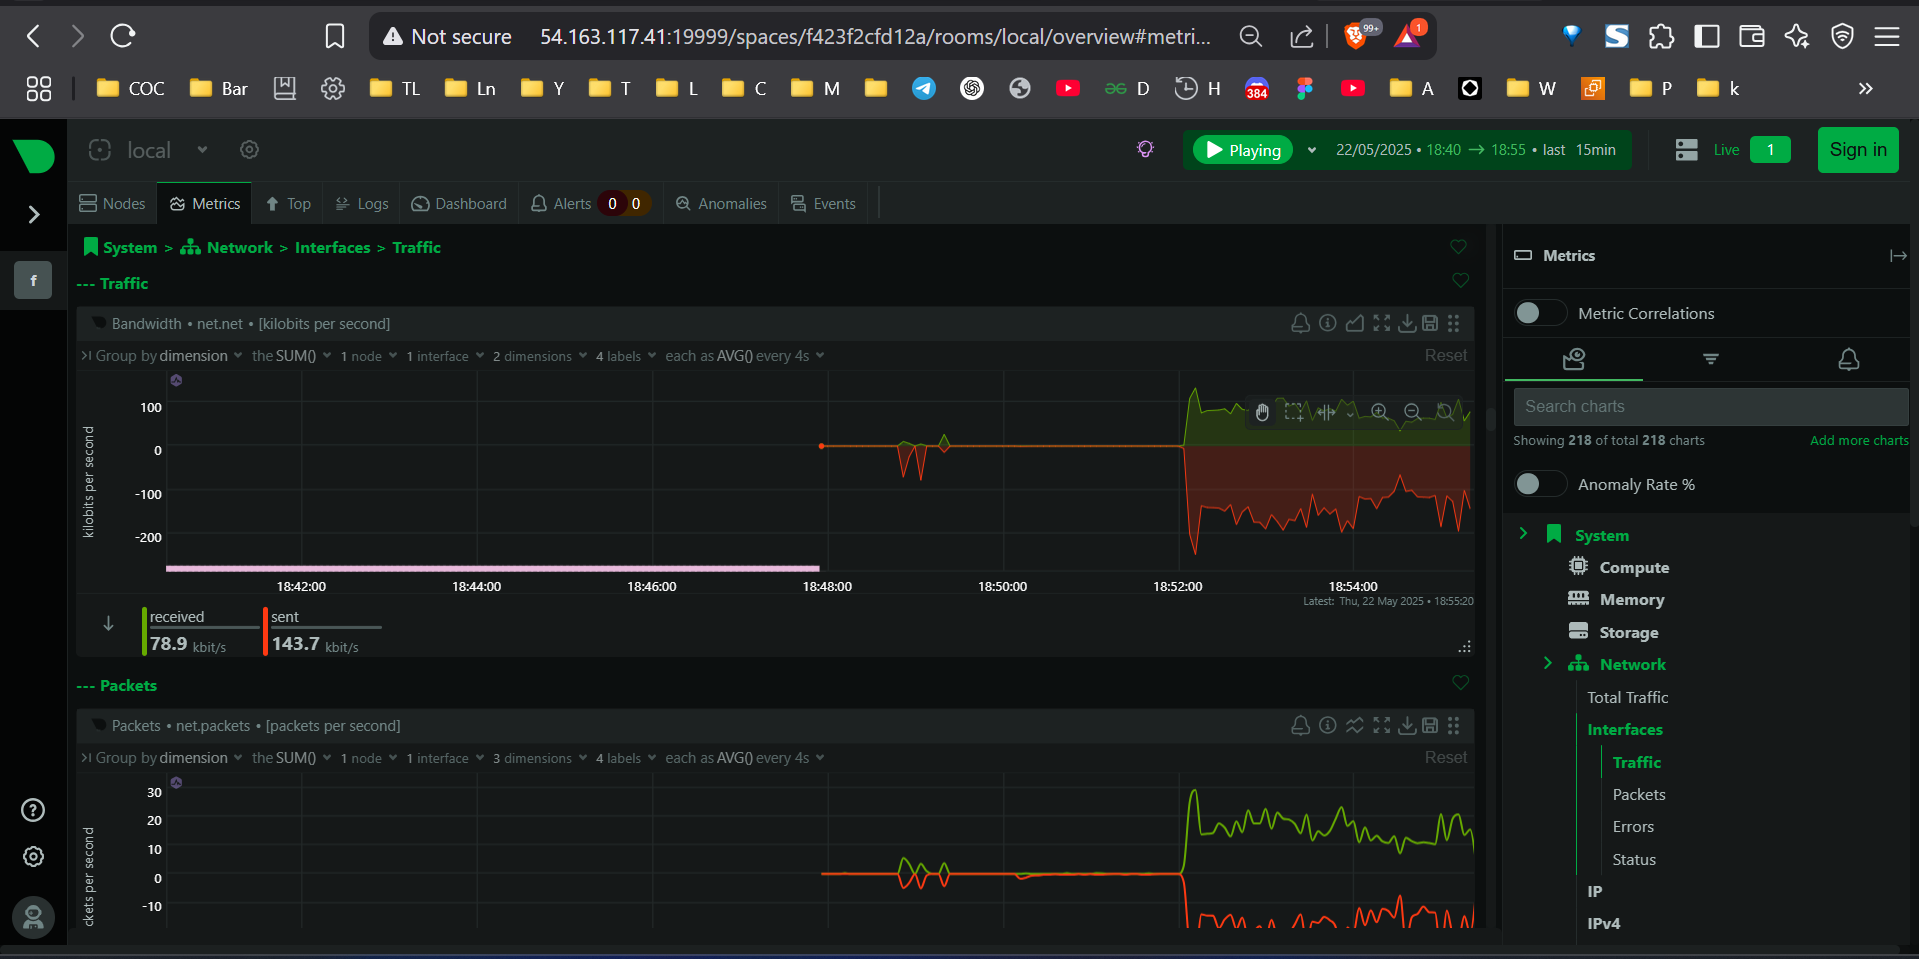 Not secure 54.163.117.41:19999/spaces/f423f2cfd12a/rooms/local/overview#metri...
99+
1
COC Bar TL Ln Y T L C M D H 384 A W P k
local
Playing 22/05/2025 • 18:40 → 18:55 • last 15min
Live 1
Sign in
Nodes Metrics Top Logs Dashboard Alerts 0 0 Anomalies Events
f
System > Network > Interfaces > Traffic
--- Traffic
Bandwidth • net.net • [kilobits per second]
Group by dimension the SUM() 1 node 1 interface 2 dimensions 4 labels each as AVG() every 4s Reset
kilobits per second
100
0
-100
-200
18:42:00 18:44:00 18:46:00 18:48:00 18:50:00 18:52:00 18:54:00
Latest: Thu, 22 May 2025 • 18:55:20
received sent
78.9 kbit/s 143.7 kbit/s
--- Packets
Packets • net.packets • [packets per second]
Group by dimension the SUM() 1 node 1 interface 3 dimensions 4 labels each as AVG() every 4s Reset
ckets per second
30
20
10
0
-10
Metrics
Metric Correlations
Search charts
Showing 218 of total 218 charts Add more charts
Anomaly Rate %
System
Compute
Memory
Storage
Network
Total Traffic
Interfaces
Traffic
Packets
Errors
Status
IP
IPv4